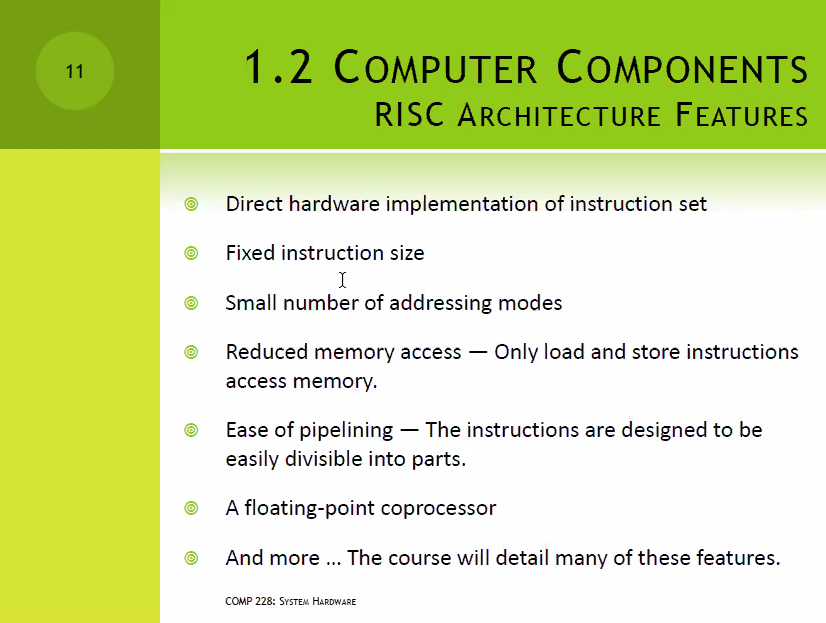 11
1.2 COMPUTER COMPONENTS
RISC ARCHITECTURE FEATURES
Direct hardware implementation of instruction set
Fixed instruction size
Small number of addressing modes
Reduced memory access — Only load and store instructions
access memory.
Ease of pipelining — The instructions are designed to be
easily divisible into parts.
A floating-point coprocessor
And more ... The course will detail many of these features.
COMP 228: SYSTEM HARDWARE